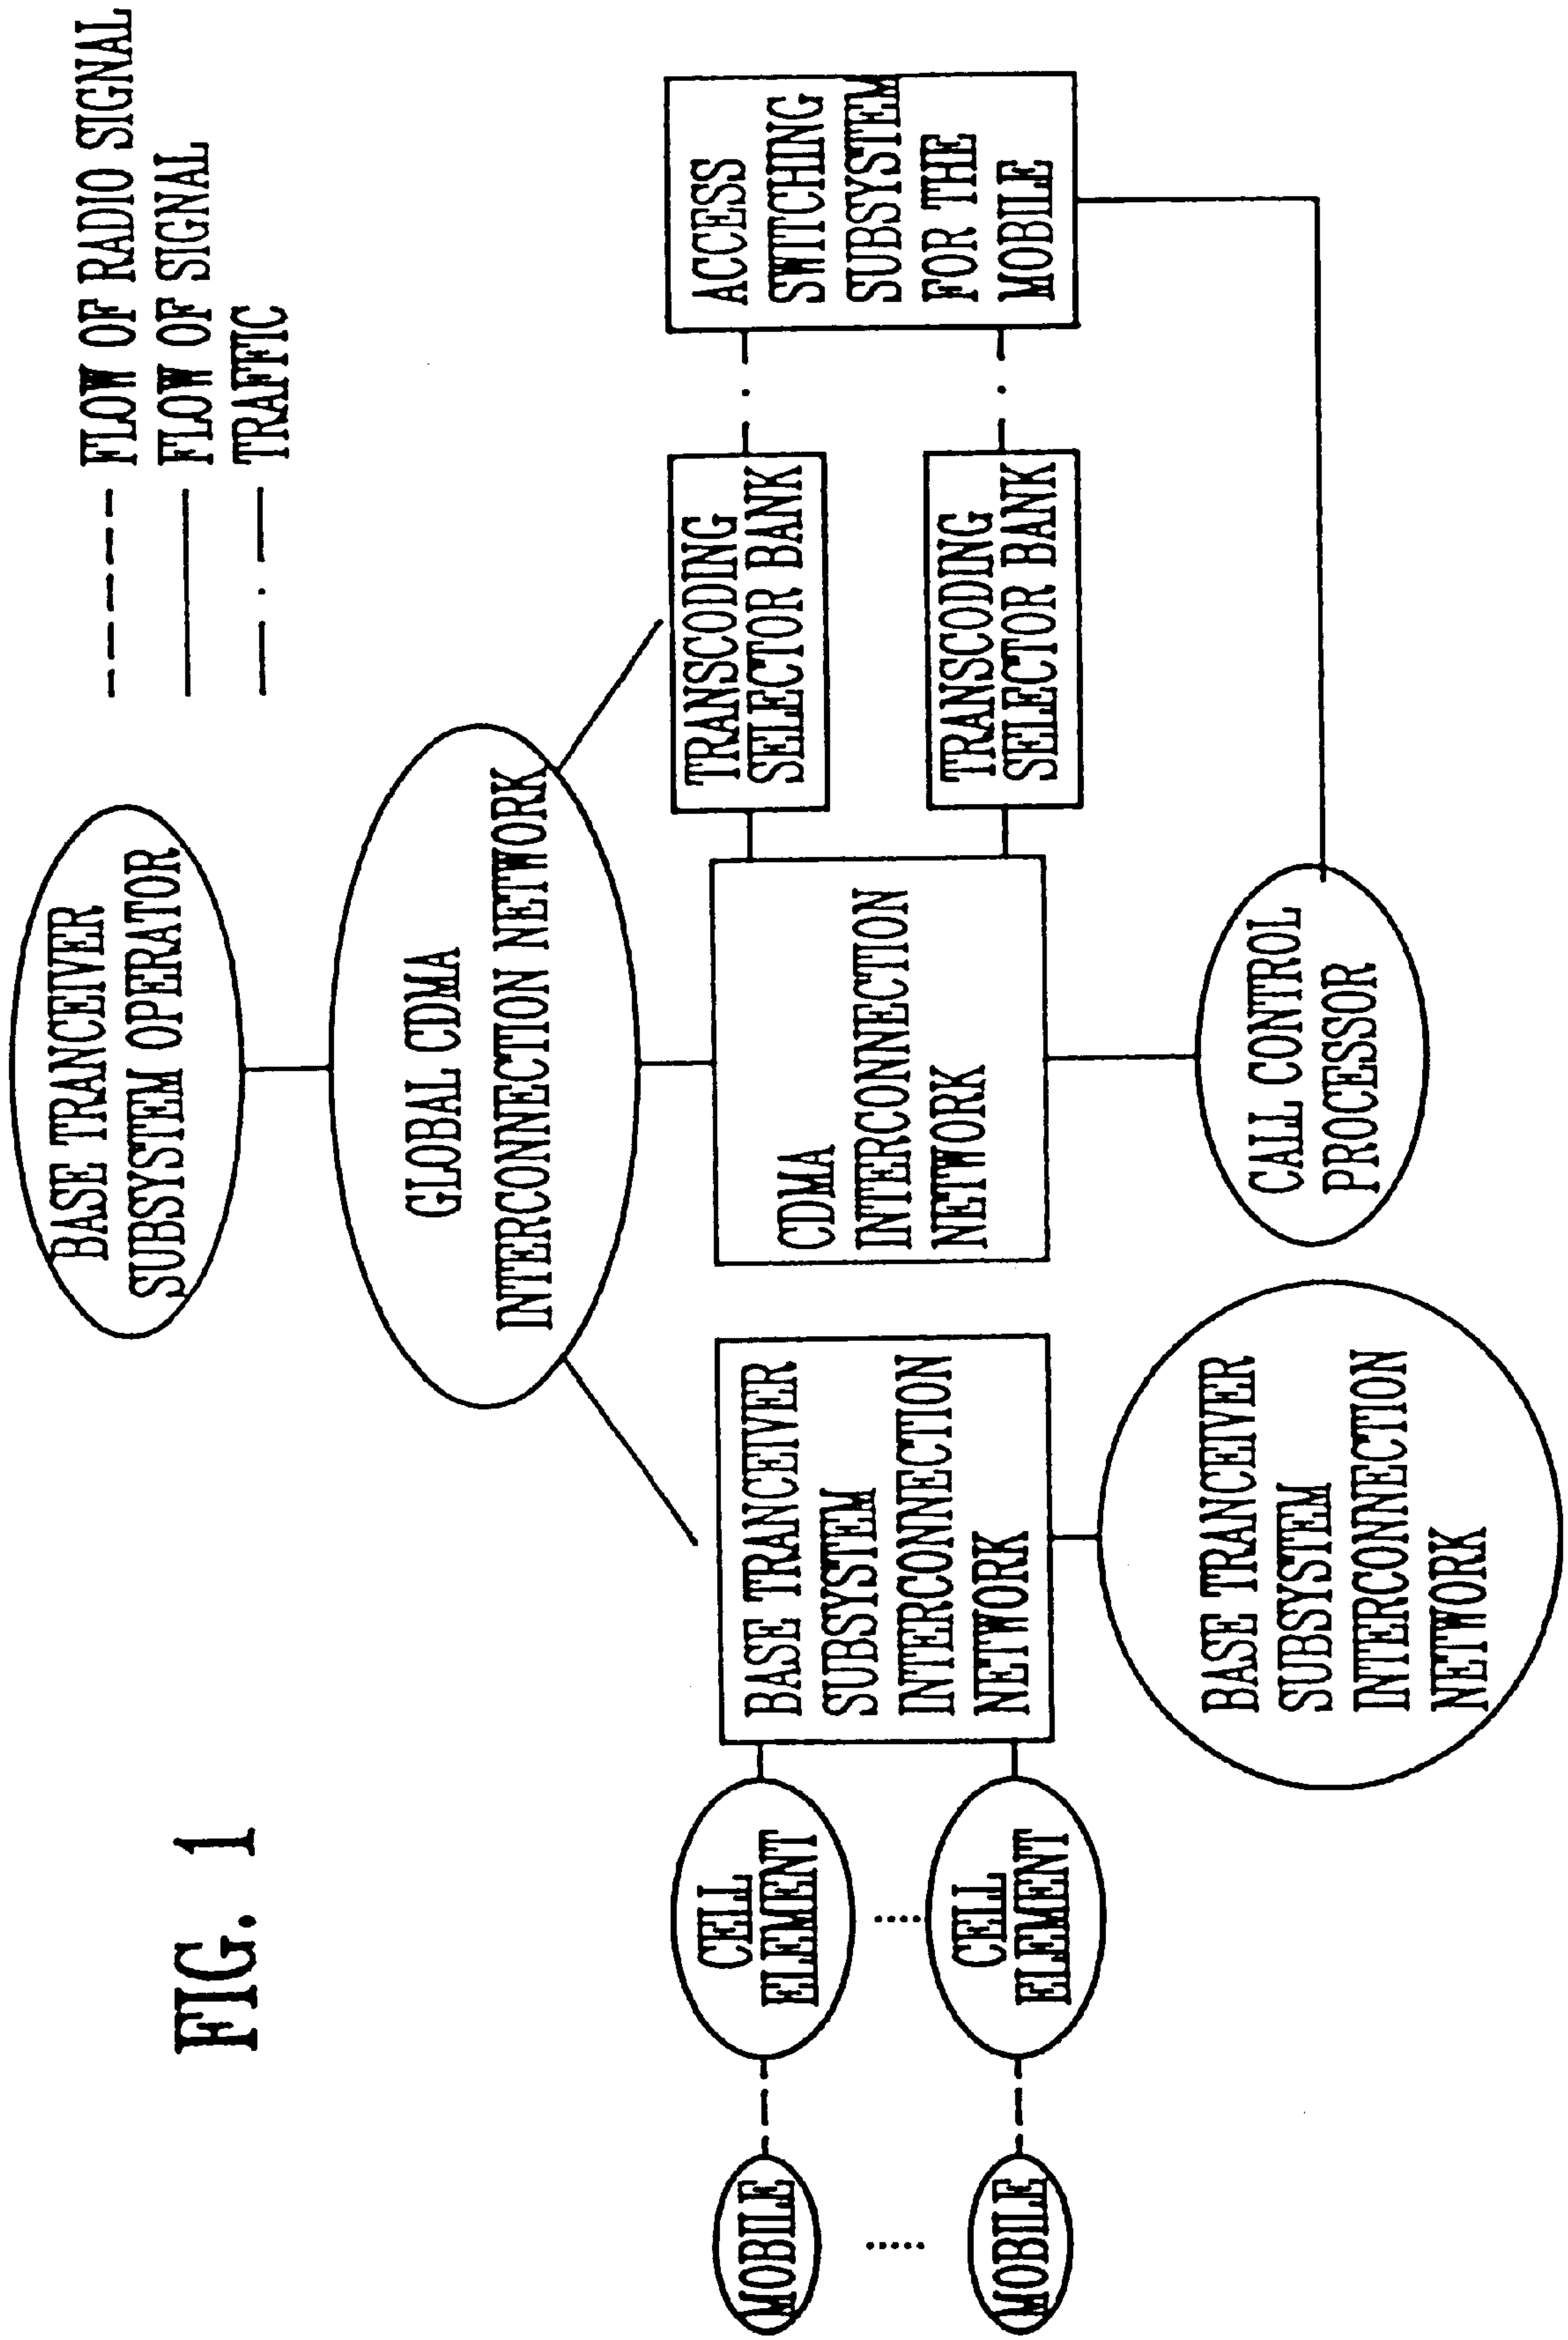 FIG. 1
FLOW OF RADIO SIGNAL
FLOW OF SIGNAL
TRAFFIC
BASE TRANCEIVER
SUBSYSTEM OPERATOR
GLOBAL CDMA
INTERCONNECTION NETWORK
MOBILE
MOBILE
CELL
ELEMENT
CELL
ELEMENT
BASE TRANCEIVER
SUBSYSTEM
INTERCONNECTION
NETWORK
CDMA
INTERCONNECTION
NETWORK
TRANSCODING
SELECTOR BANK
TRANSCODING
SELECTOR BANK
ACCESS
SWITCHING
SUBSYSTEM
FOR THE
MOBILE
BASE TRANCEIVER
SUBSYSTEM
INTERCONNECTION
NETWORK
CALL CONTROL
PROCESSOR